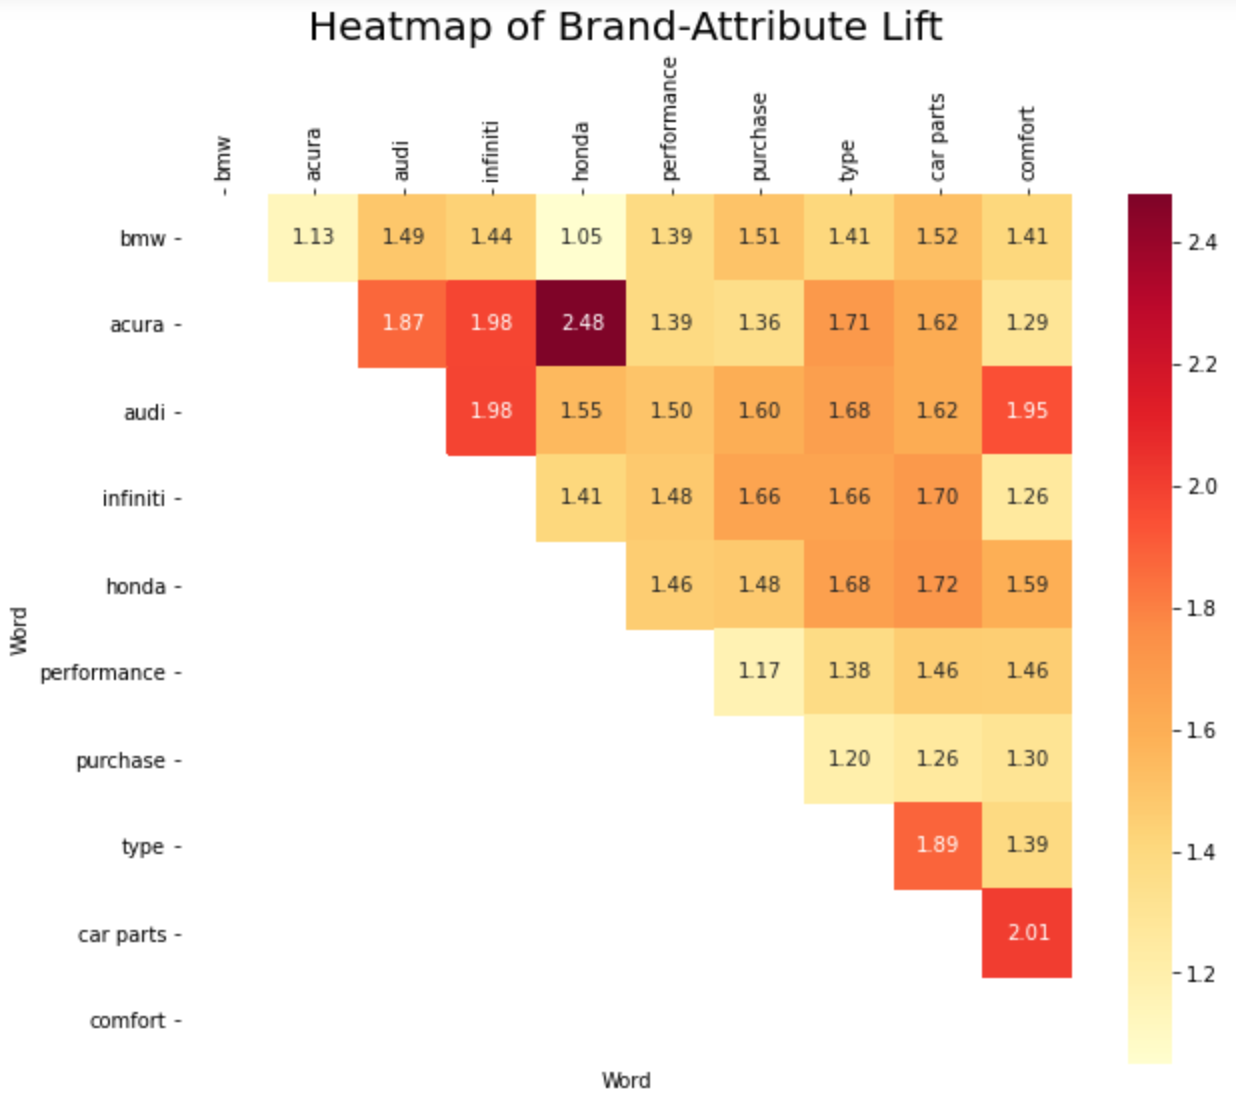 Heatmap of Brand-Attribute Lift
bmw acura audi infiniti honda performance purchase type car parts comfort
bmw 1.13 1.49 1.44 1.05 1.39 1.51 1.41 1.52 1.41
acura 1.87 1.98 2.48 1.39 1.36 1.71 1.62 1.29
audi 1.98 1.55 1.50 1.60 1.68 1.62 1.95
infiniti 1.41 1.48 1.66 1.66 1.70 1.26
honda 1.46 1.48 1.68 1.72 1.59
performance 1.17 1.38 1.46 1.46
purchase 1.20 1.26 1.30
type 1.89 1.39
car parts 2.01
comfort
Word
Word
2.4
2.2
2.0
1.8
1.6
1.4
1.2